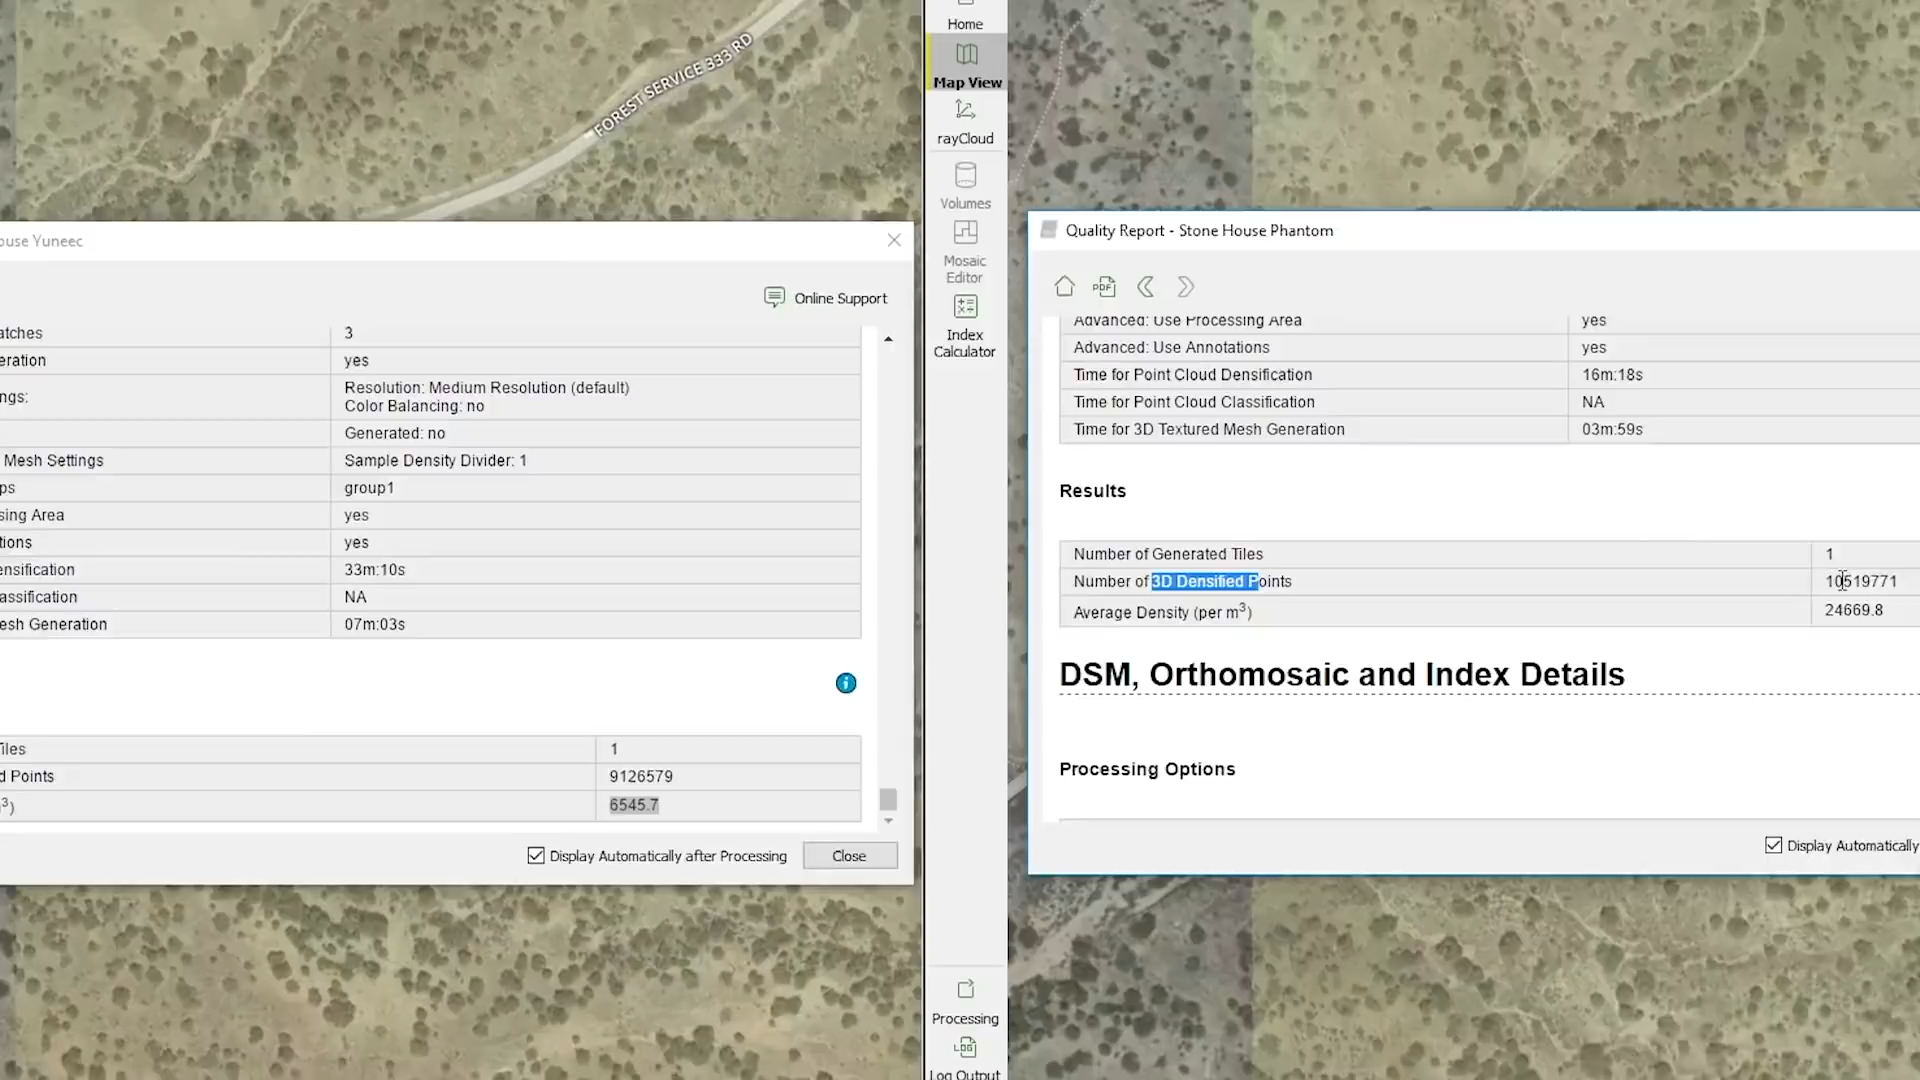 FOREST SERVICE 333 RD
ouse Yuneec
Online Support
atches 3
eration yes
ngs: Resolution: Medium Resolution (default)
Color Balancing: no
Generated: no
Mesh Settings Sample Density Divider: 1
ps group1
sing Area yes
tions yes
ensification 33m:10s
assification NA
esh Generation 07m:03s
iles 1
d Points 9126579
3) 6545.7
Display Automatically after Processing Close
Home
Map View
rayCloud
Volumes
Mosaic
Editor
Index
Calculator
Processing
LOG
Log Output
Quality Report - Stone House Phantom
PDF
Advanced: Use Processing Area yes
Advanced: Use Annotations yes
Time for Point Cloud Densification 16m:18s
Time for Point Cloud Classification NA
Time for 3D Textured Mesh Generation 03m:59s
Results
Number of Generated Tiles 1
Number of 3D Densified Points 10519771
Average Density (per m3) 24669.8
DSM, Orthomosaic and Index Details
Processing Options
Display Automatically